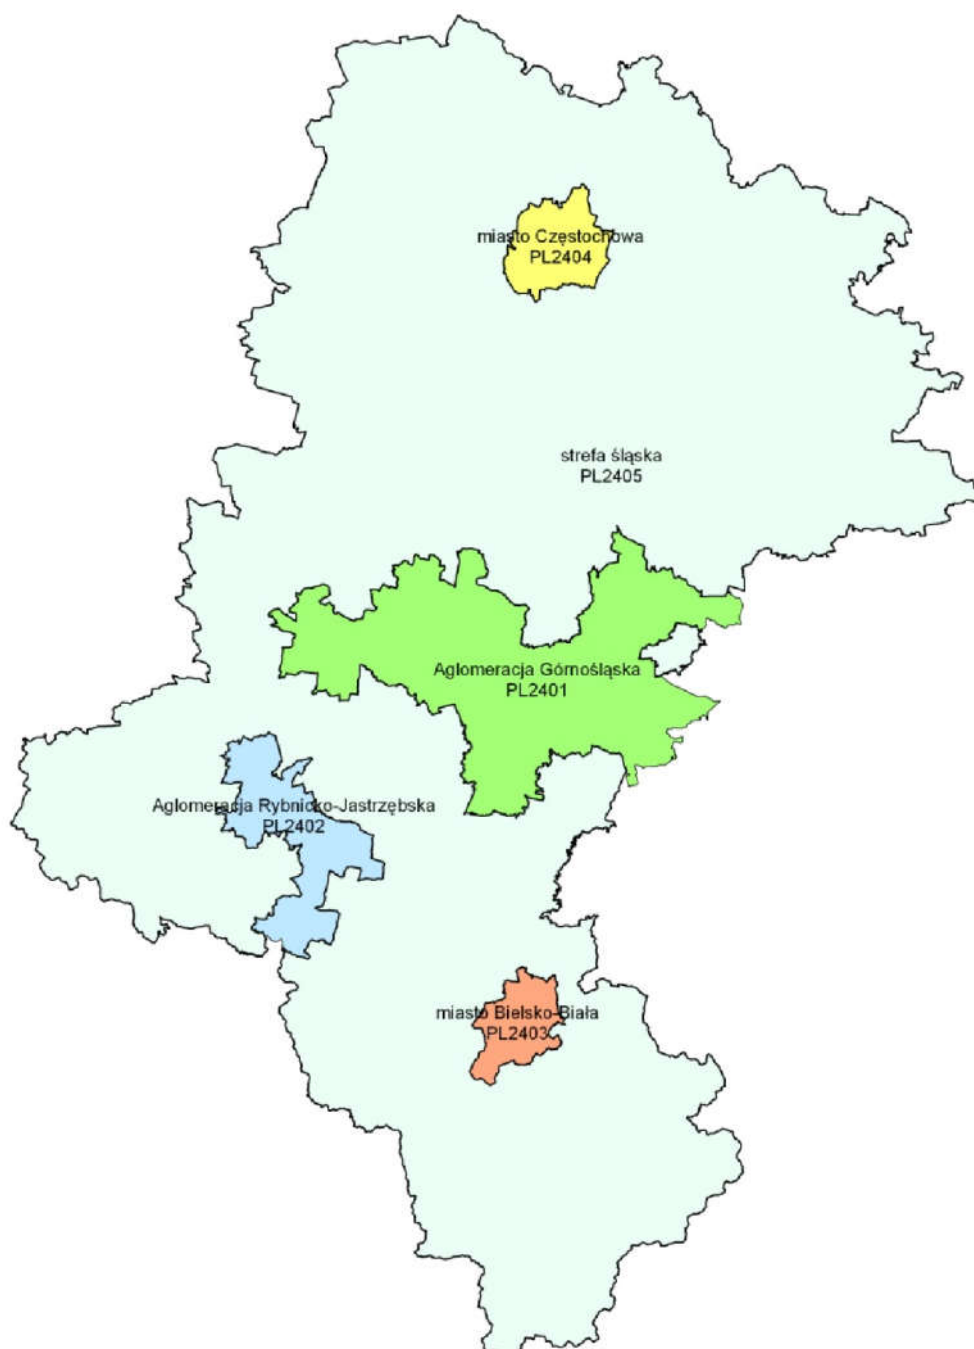 miasto Częstochowa
PL2404
strefa śląska
PL2405
Aglomeracja Górnośląska
PL2401
Aglomeracja Rybnicko-Jastrzębska
PL2402
miasto Bielsko-Biała
PL2403